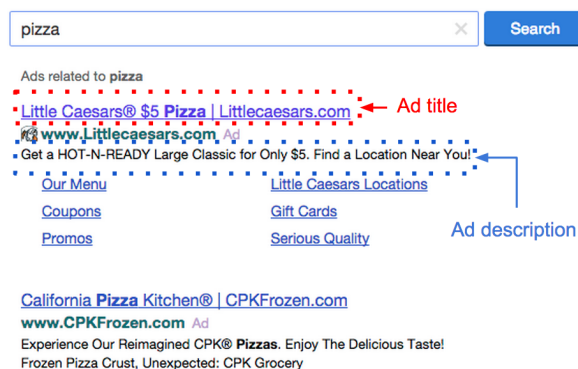 pizza
Search
Ads related to pizza
Little Caesars® $5 Pizza | Littlecaesars.com
Ad title
www.Littlecaesars.com Ad
Get a HOT-N-READY Large Classic for Only $5. Find a Location Near You!
Our Menu Little Caesars Locations
Coupons Gift Cards
Promos Serious Quality
Ad description
California Pizza Kitchen® | CPKFrozen.com
www.CPKFrozen.com Ad
Experience Our Reimagined CPK® Pizzas. Enjoy The Delicious Taste!
Frozen Pizza Crust, Unexpected: CPK Grocery